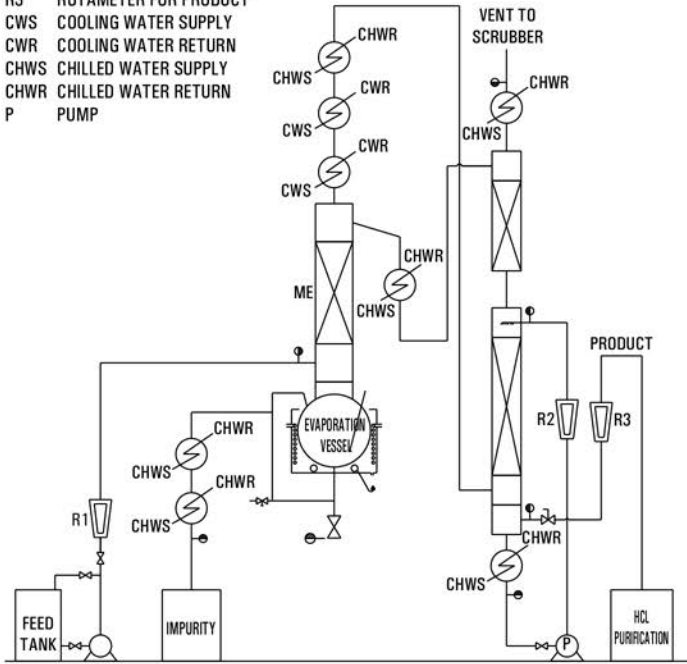 R3 ROTAMETER FOR PRODUCT
CWS COOLING WATER SUPPLY
CWR COOLING WATER RETURN
CHWS CHILLED WATER SUPPLY
CHWR CHILLED WATER RETURN
P PUMP
VENT TO
SCRUBBER
CHWR
CHWS
CWR
CWS
CWR
CWS
CHWR
CHWS
ME
CHWR
CHWS
PRODUCT
EVAPORATION
VESSEL
R2
R3
CHWR
CHWS
CHWR
CHWS
R1
CHWR
CHWS
FEED
TANK
IMPURITY
P
HCL
PURIFICATION